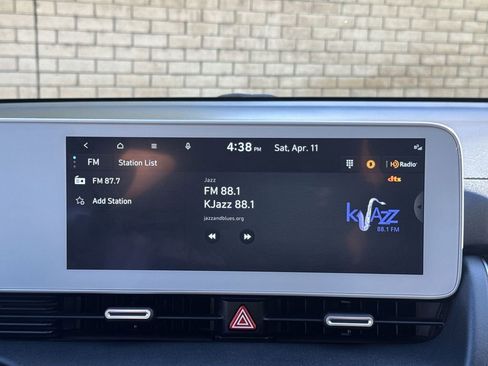 4:38 PM Sat, Apr. 11
FM Station List HD Radio
dts
FM 87.7
Add Station
Jazz
FM 88.1
KJazz 88.1
jazzandblues.org
kJazz
88.1 FM